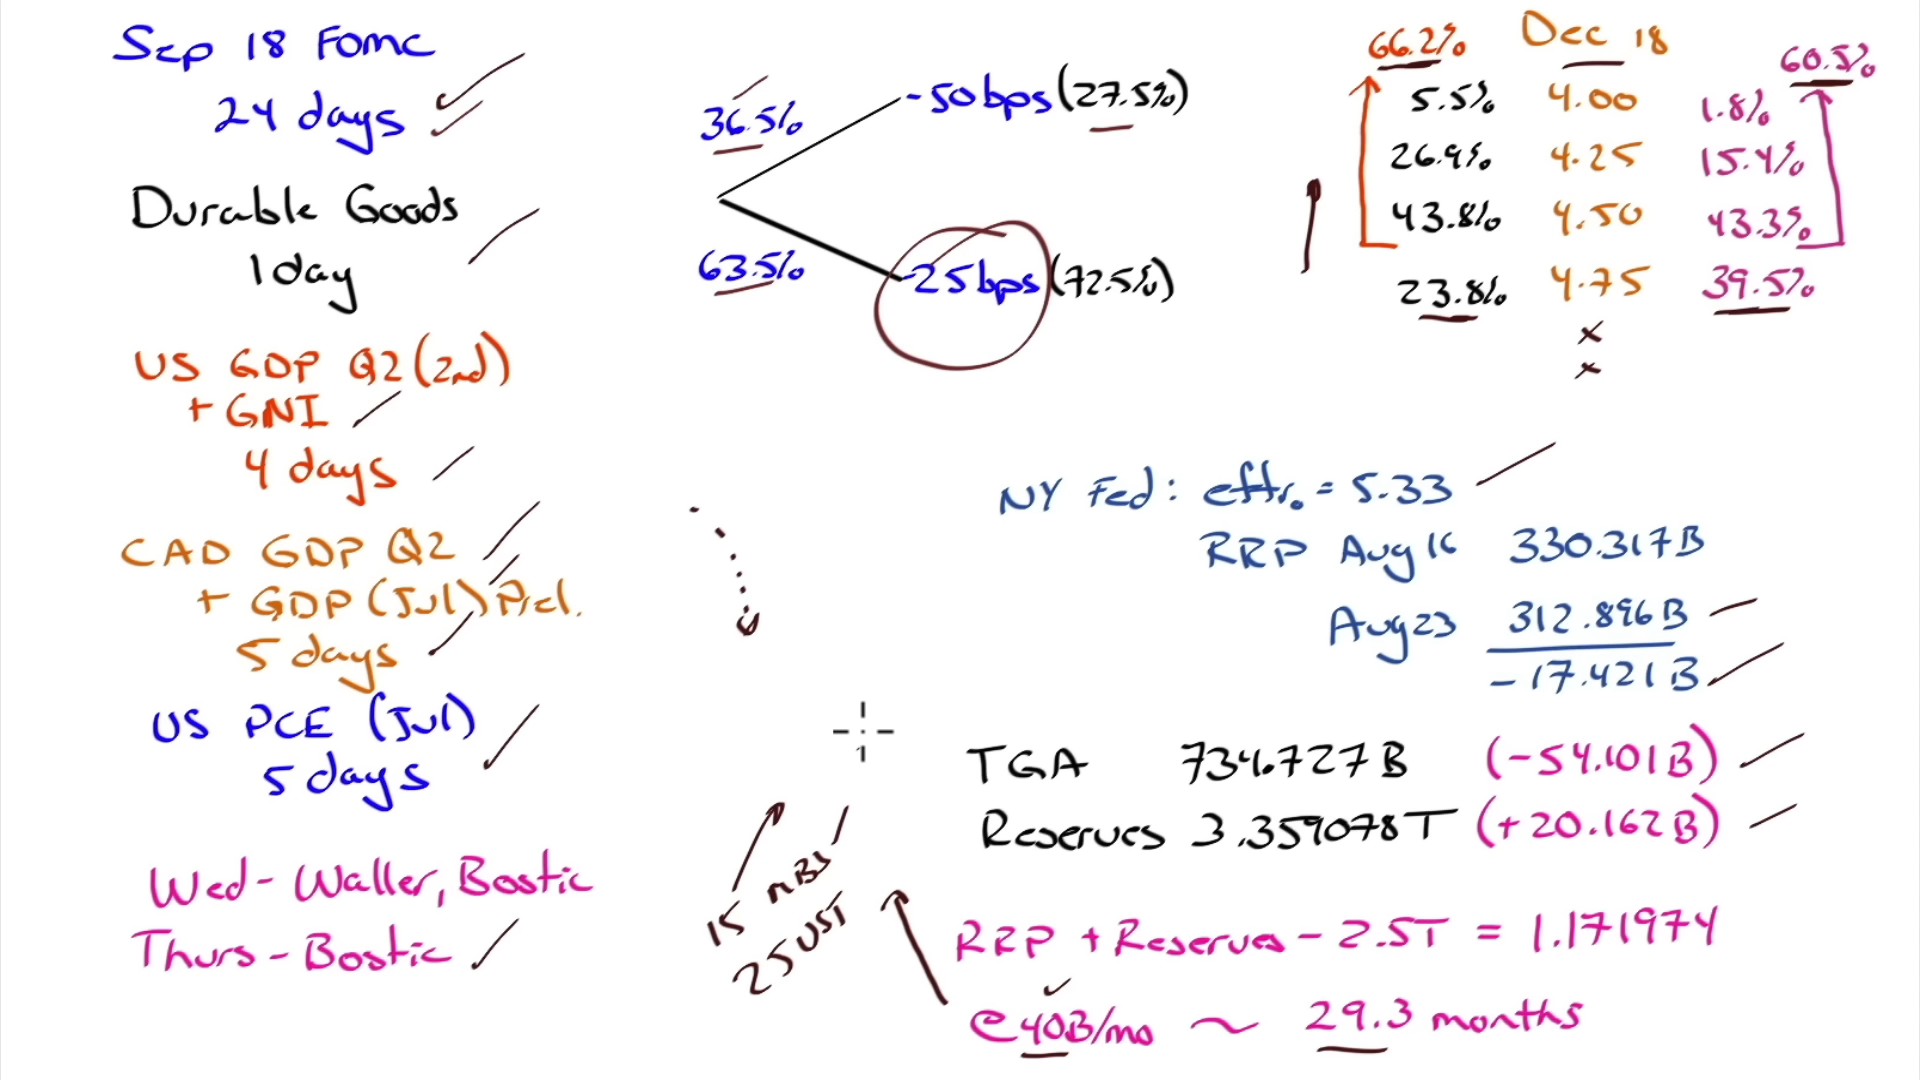 Sep 18 FOMC
24 days
Durable Goods
1 day
US GDP Q2 (2nd)
+ GNI
4 days
CAD GDP Q2
+ GDP (Jul) Prel.
5 days
US PCE (Jul)
5 days
Wed - Waller, Bostic
Thurs - Bostic
36.5% -50bps (27.5%)
63.5% -25bps (72.5%)
66.2% Dec 18 60.5%
5.5% 4.00 1.8%
26.9% 4.25 15.4%
43.8% 4.50 43.3%
23.8% 4.75 39.5%
x
x
NY Fed: effr. = 5.33
RRP Aug 16 330.317B
Aug 23 312.896B
- 17.421B
TGA 734.727B (-54.101B)
Reserves 3.359078T (+20.162B)
15 MBS
25 UST
RRP + Reserves - 2.5T = 1.171974
@40B/mo ~ 29.3 months